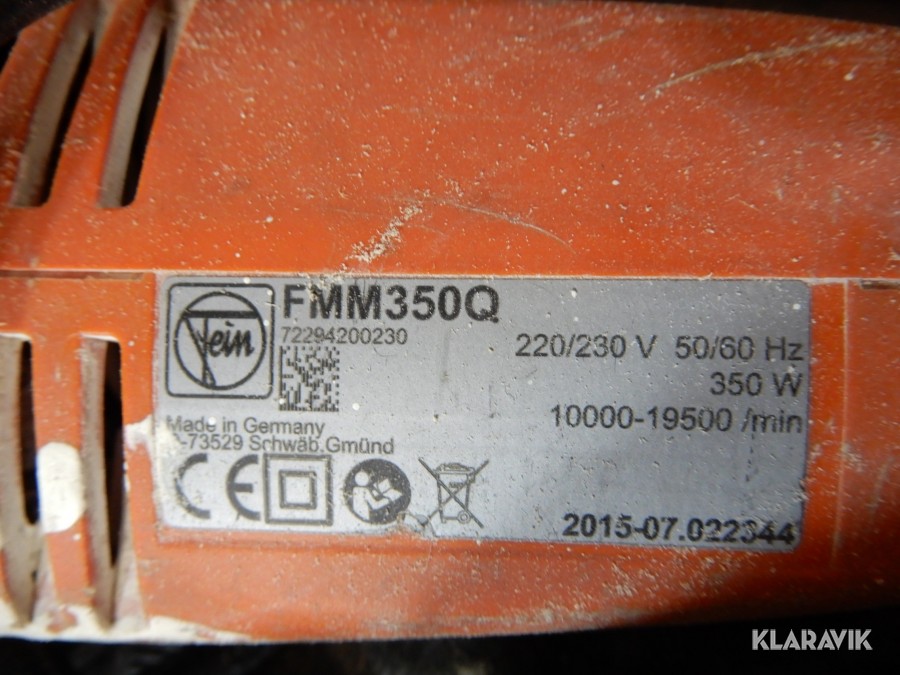 Fein
FMM350Q
72294200230
220/230 V 50/60 Hz
350 W
10000-19500 /min
Made in Germany
D-73529 Schwäb.Gmünd
CE
2015-07.022344
KLARAVIK